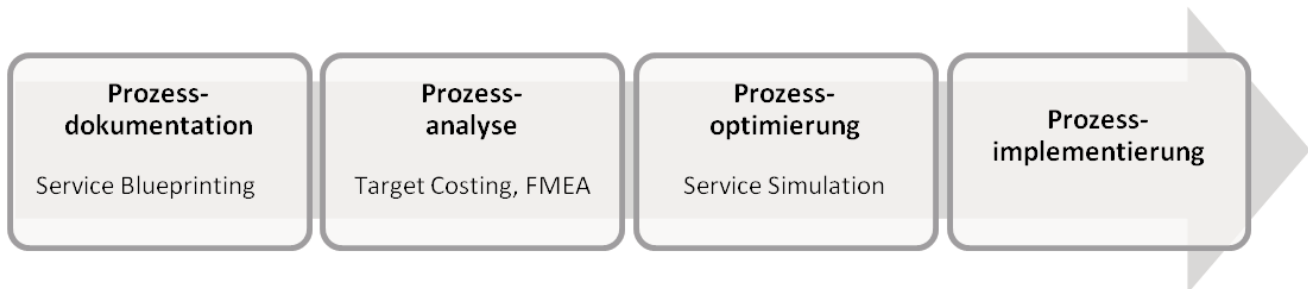 Prozess-
dokumentation
Service Blueprinting
Prozess-
analyse
Target Costing, FMEA
Prozess-
optimierung
Service Simulation
Prozess-
implementierung